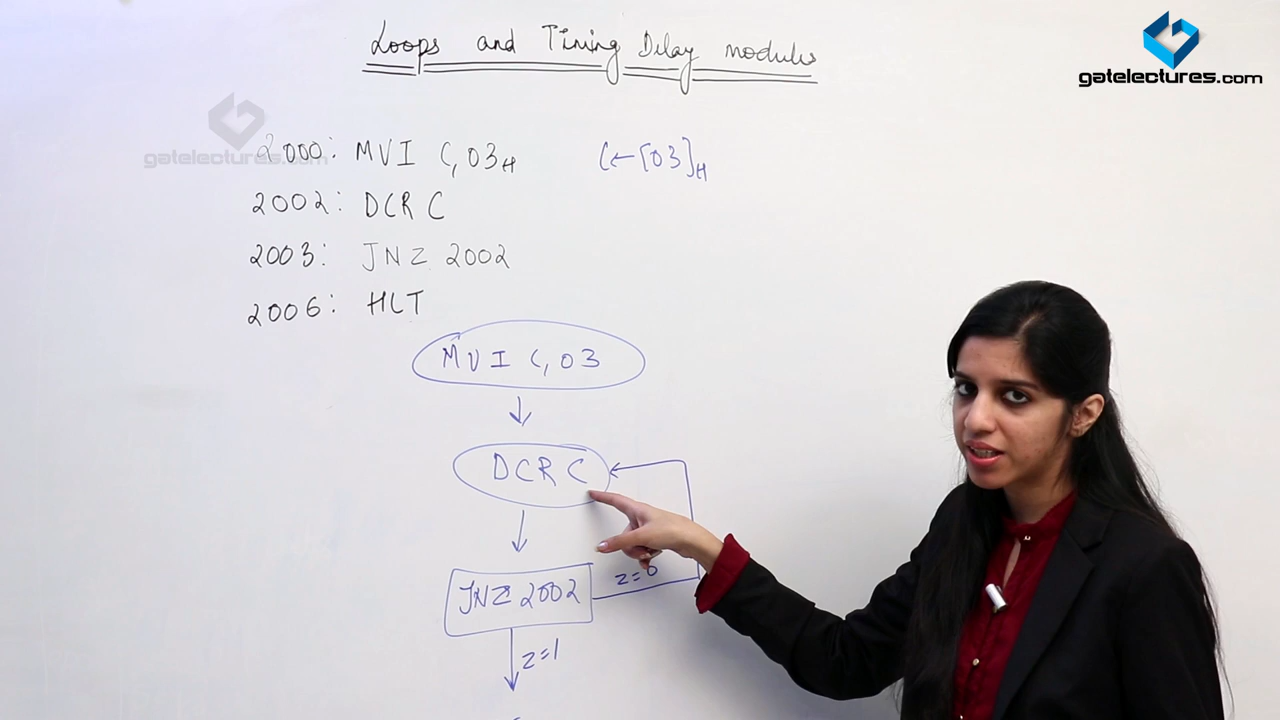 Loops and Timing Delay modules
gatelectures.com
gatelectures.com
2000: MVI C, 03H C←[03]H
2002: DCR C
2003: JNZ 2002
2006: HLT
MVI C, 03
DCR C
z=0
JNZ 2002
z=1